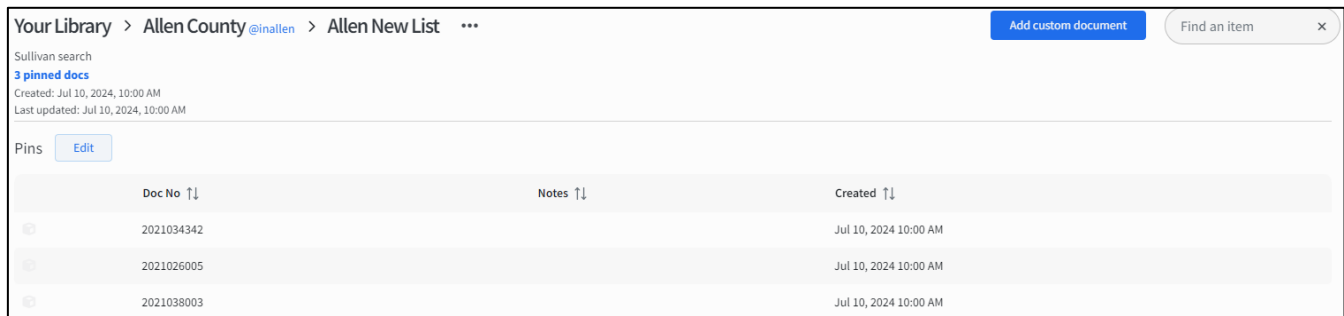 Your Library > Allen County @inallen > Allen New List ••• Add custom document Find an item ×
Sullivan search
3 pinned docs
Created: Jul 10, 2024, 10:00 AM
Last updated: Jul 10, 2024, 10:00 AM
Pins Edit
Doc No ↑↓ Notes ↑↓ Created ↑↓
2021034342 Jul 10, 2024 10:00 AM
2021026005 Jul 10, 2024 10:00 AM
2021038003 Jul 10, 2024 10:00 AM